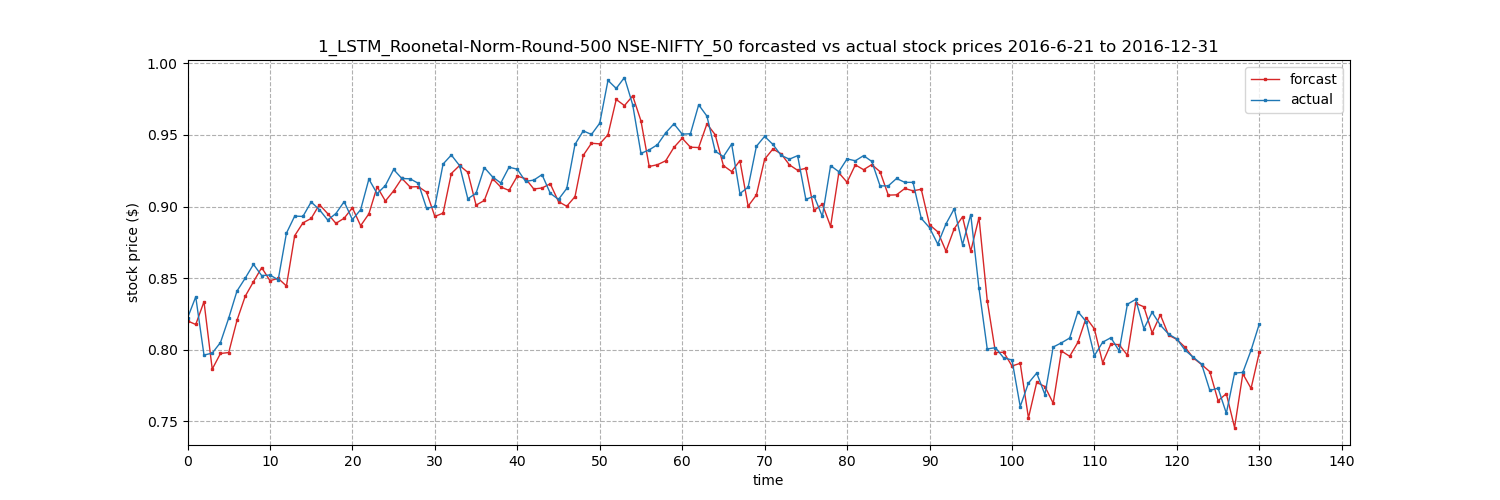 1_LSTM_Roonetal-Norm-Round-500 NSE-NIFTY_50 forcasted vs actual stock prices 2016-6-21 to 2016-12-31
forcast
actual
1.00
0.95
0.90
0.85
0.80
0.75
stock price ($)
0 10 20 30 40 50 60 70 80 90 100 110 120 130 140
time